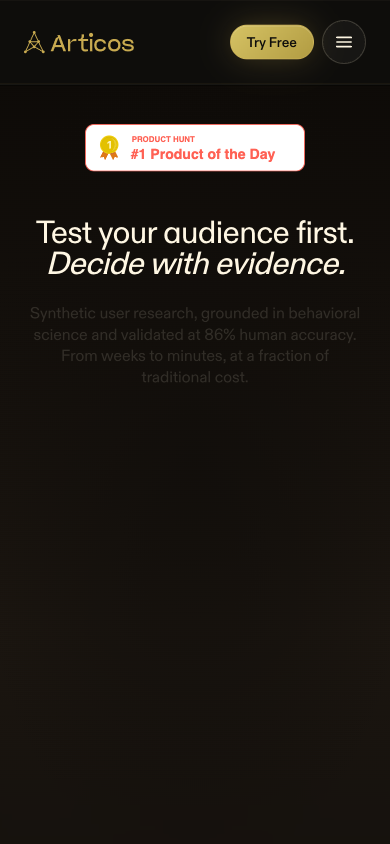 Articos
Try Free
1
PRODUCT HUNT
#1 Product of the Day
Test your audience first.
Decide with evidence.
Synthetic user research, grounded in behavioral
science and validated at 86% human accuracy.
From weeks to minutes, at a fraction of
traditional cost.